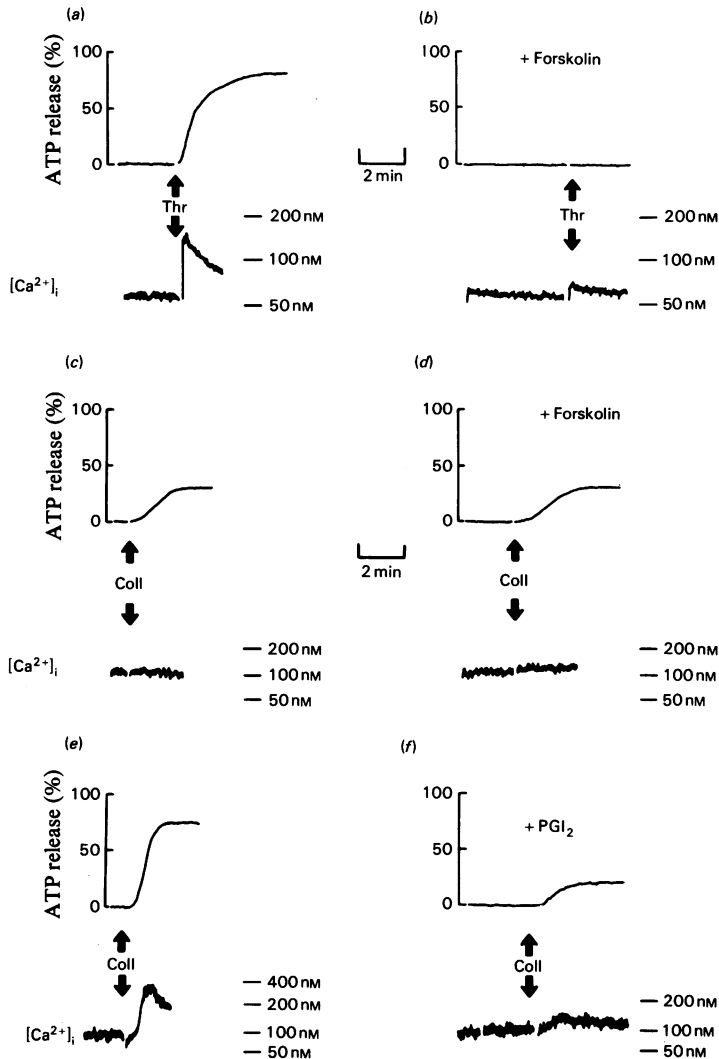 (a)
ATP release (%)
100
50
0
Thr
200 nM
100 nM
50 nM
[Ca²⁺]ᵢ
2 min
(b)
100
50
0
+ Forskolin
Thr
200 nM
100 nM
50 nM
(c)
ATP release (%)
100
50
0
Coll
200 nM
100 nM
50 nM
[Ca²⁺]ᵢ
2 min
(d)
100
50
0
+ Forskolin
Coll
200 nM
100 nM
50 nM
(e)
ATP release (%)
100
50
0
Coll
400 nM
200 nM
100 nM
50 nM
[Ca²⁺]ᵢ
(f)
100
50
0
+ PGI₂
Coll
200 nM
100 nM
50 nM